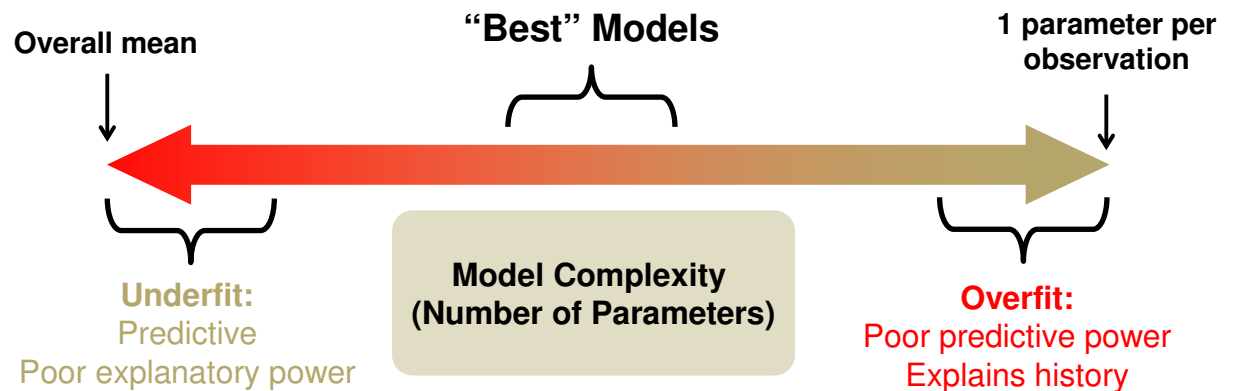 Overall mean
“Best” Models
1 parameter per
observation
Underfit:
Predictive
Poor explanatory power
Model Complexity
(Number of Parameters)
Overfit:
Poor predictive power
Explains history